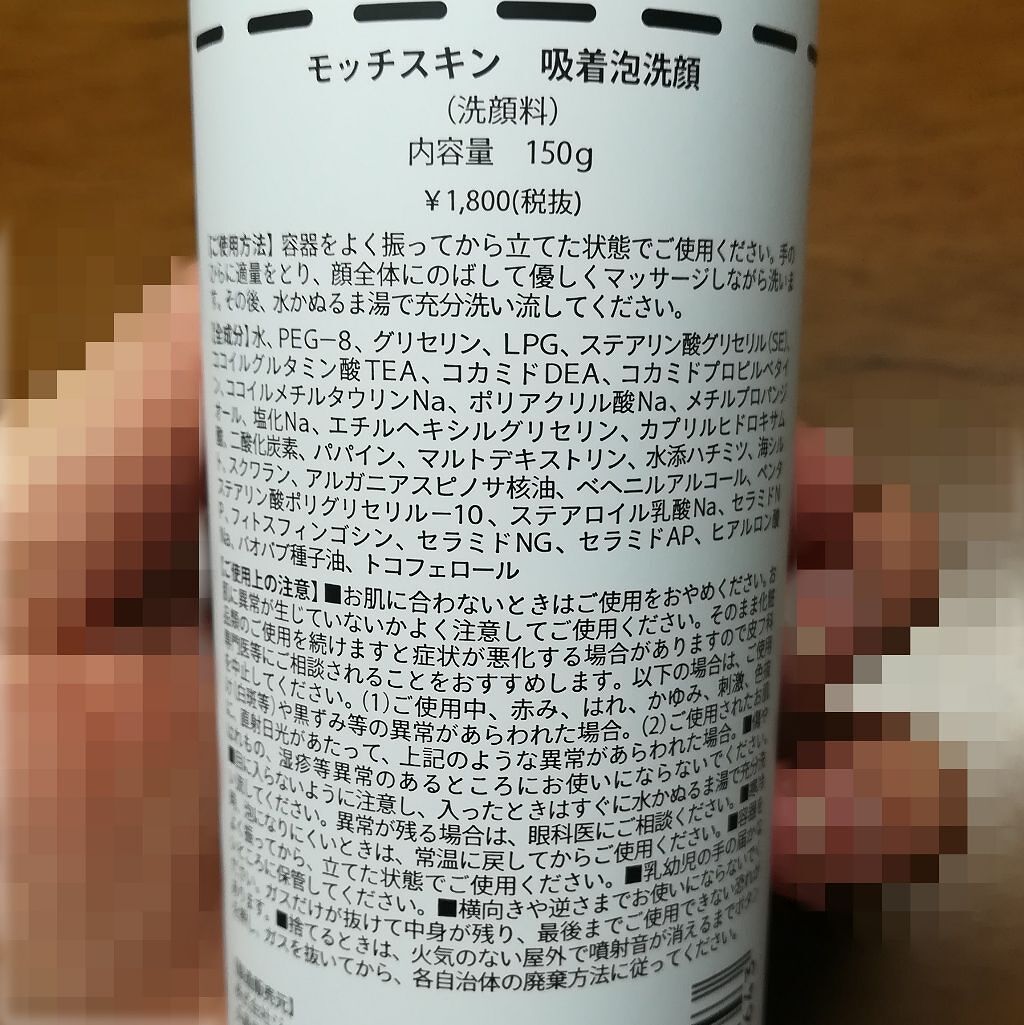 モッチスキン 吸着泡洗顔
(洗顔料)
内容量 150g
¥1,800(税抜)
【ご使用方法】容器をよく振ってから立てた状態でご使用ください。手の
ひらに適量をとり、顔全体にのばして優しくマッサージしながら洗いま
す。その後、水かぬるま湯で充分洗い流してください。
【全成分】水、PEG-8、グリセリン、LPG、ステアリン酸グリセリル(SE)、
ココイルグルタミン酸TEA、コカミドDEA、コカミドプロピルベタイ
ン、ココイルメチルタウリンNa、ポリアクリル酸Na、メチルプロパンジ
オール、塩化Na、エチルヘキシルグリセリン、カプリルヒドロキサム
酸、二酸化炭素、パパイン、マルトデキストリン、水添ハチミツ、海シル
ト、スクワラン、アルガニアスピノサ核油、ベヘニルアルコール、ペンタ
ステアリン酸ポリグリセリル-10、ステアロイル乳酸Na、セラミドN
P、フィトスフィンゴシン、セラミドNG、セラミドAP、ヒアルロン酸
Na、バオバブ種子油、トコフェロール
【ご使用上の注意】■お肌に合わないときはご使用をおやめください。お
肌に異常が生じていないかよく注意してご使用ください。そのまま化粧
品類のご使用を続けますと症状が悪化する場合がありますので皮フ科
専門医等にご相談されることをおすすめします。以下の場合は、ご使用
を中止してください。(1)ご使用中、赤み、はれ、かゆみ、刺激、色抜
け(白斑等)や黒ずみ等の異常があらわれた場合。(2)ご使用されたお肌
に、直射日光があたって、上記のような異常があらわれた場合。■傷や
はれもの、湿疹等異常のあるところにお使いにならないでください。
■目に入らないように注意し、入ったときはすぐに水かぬるま湯で充分洗
い流してください。異常が残る場合は、眼科医にご相談ください。■
泡になりにくいときは、常温に戻してからご使用ください。■容器を
よく振ってから、立てた状態でご使用ください。■乳幼児の手の届かな
いところに保管してください。■横向きや逆さまでお使いにならないで
ください。ガスだけが抜けて中身が残り、最後までご使用できない恐れが
あります。■捨てるときは、火気のない屋外で噴射音が消えるまでボタン
を押し、ガスを抜いてから、各自治体の廃棄方法に従ってください。